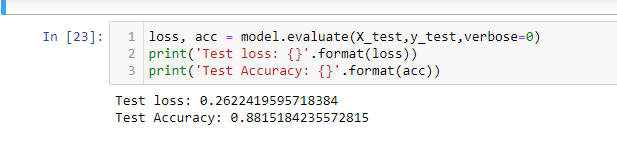 In [23]:
1 loss, acc = model.evaluate(X_test,y_test,verbose=0)
2 print('Test loss: {}'.format(loss))
3 print('Test Accuracy: {}'.format(acc))
Test loss: 0.2622419595718384
Test Accuracy: 0.8815184235572815